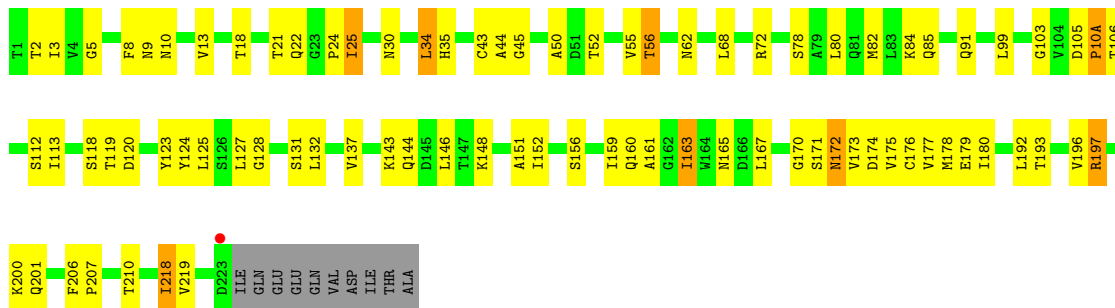 T1 T2 I3 V4 G5 F8 N9 N10 V13 T18 T21 Q22 G23 P24 I25 N30 L34 H35 C43 A44 G45 A50 D51 T52 V55 T56 N62 L68 R72 S78 A79 L80 Q81 M82 L83 K84 Q85 Q91 L99 G103 V104 D105 P10A T106
S112 I113 S118 T119 D120 Y123 Y124 L125 S126 L127 G128 S131 L132 V137 K143 Q144 D145 L146 T147 K148 A151 I152 S156 I159 Q160 A161 G162 I163 W164 N165 D166 L167 G170 S171 N172 V173 D174 V175 C176 V177 M178 E179 I180 L192 T193 V196 R197
K200 Q201 F206 P207 T210 I218 V219 D223 ILE GLN GLU GLU GLN VAL ASP ILE THR ALA